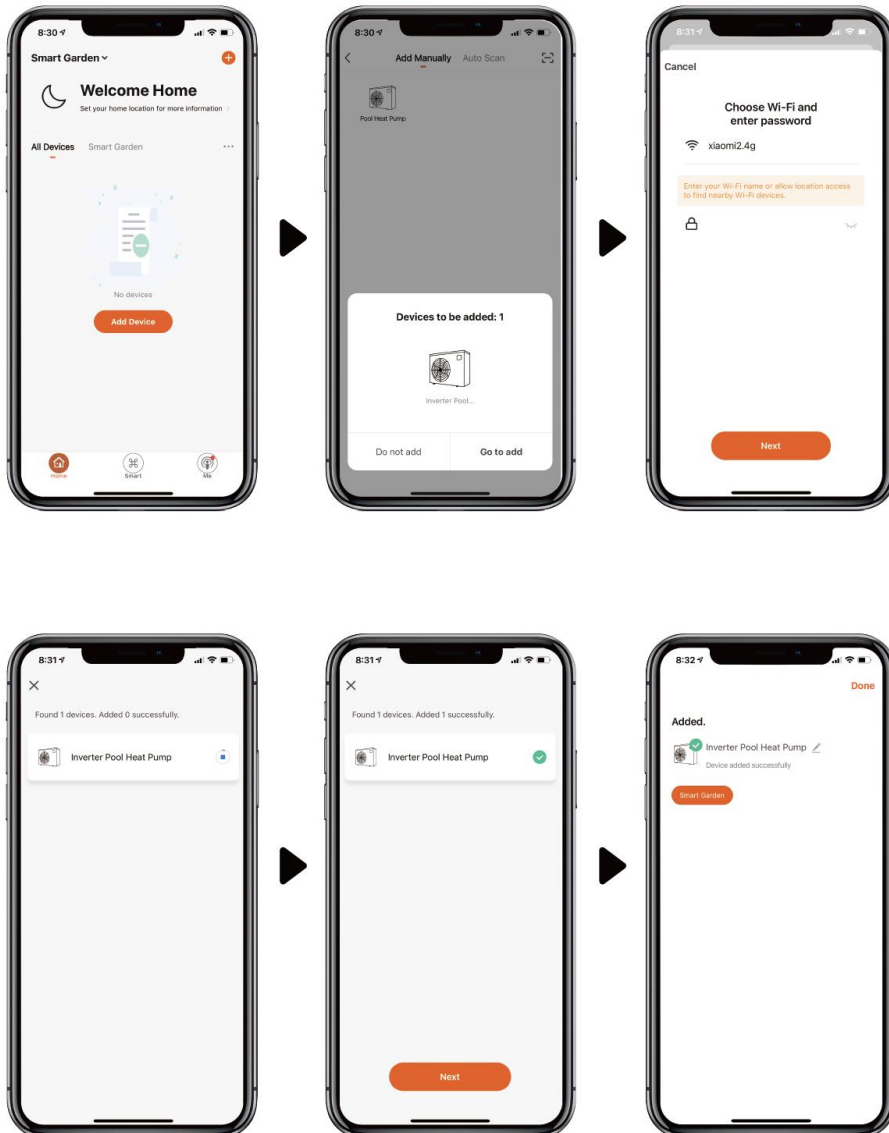 8:30
Smart Garden
Welcome Home
Set your home location for more information
All Devices Smart Garden
No devices
Add Device
Home Smart Me
8:30
Add Manually Auto Scan
Pool Heat Pump
Devices to be added: 1
Inverter Pool...
Do not add Go to add
8:31
Cancel
Choose Wi-Fi and
enter password
xiaomi2.4g
Enter your Wi-Fi name or allow location access
to find nearby Wi-Fi devices.
Next
8:31
Found 1 devices. Added 0 successfully.
Inverter Pool Heat Pump
8:31
Found 1 devices. Added 1 successfully.
Inverter Pool Heat Pump
Next
8:32
Done
Added.
Inverter Pool Heat Pump
Device added successfully
Smart Garden